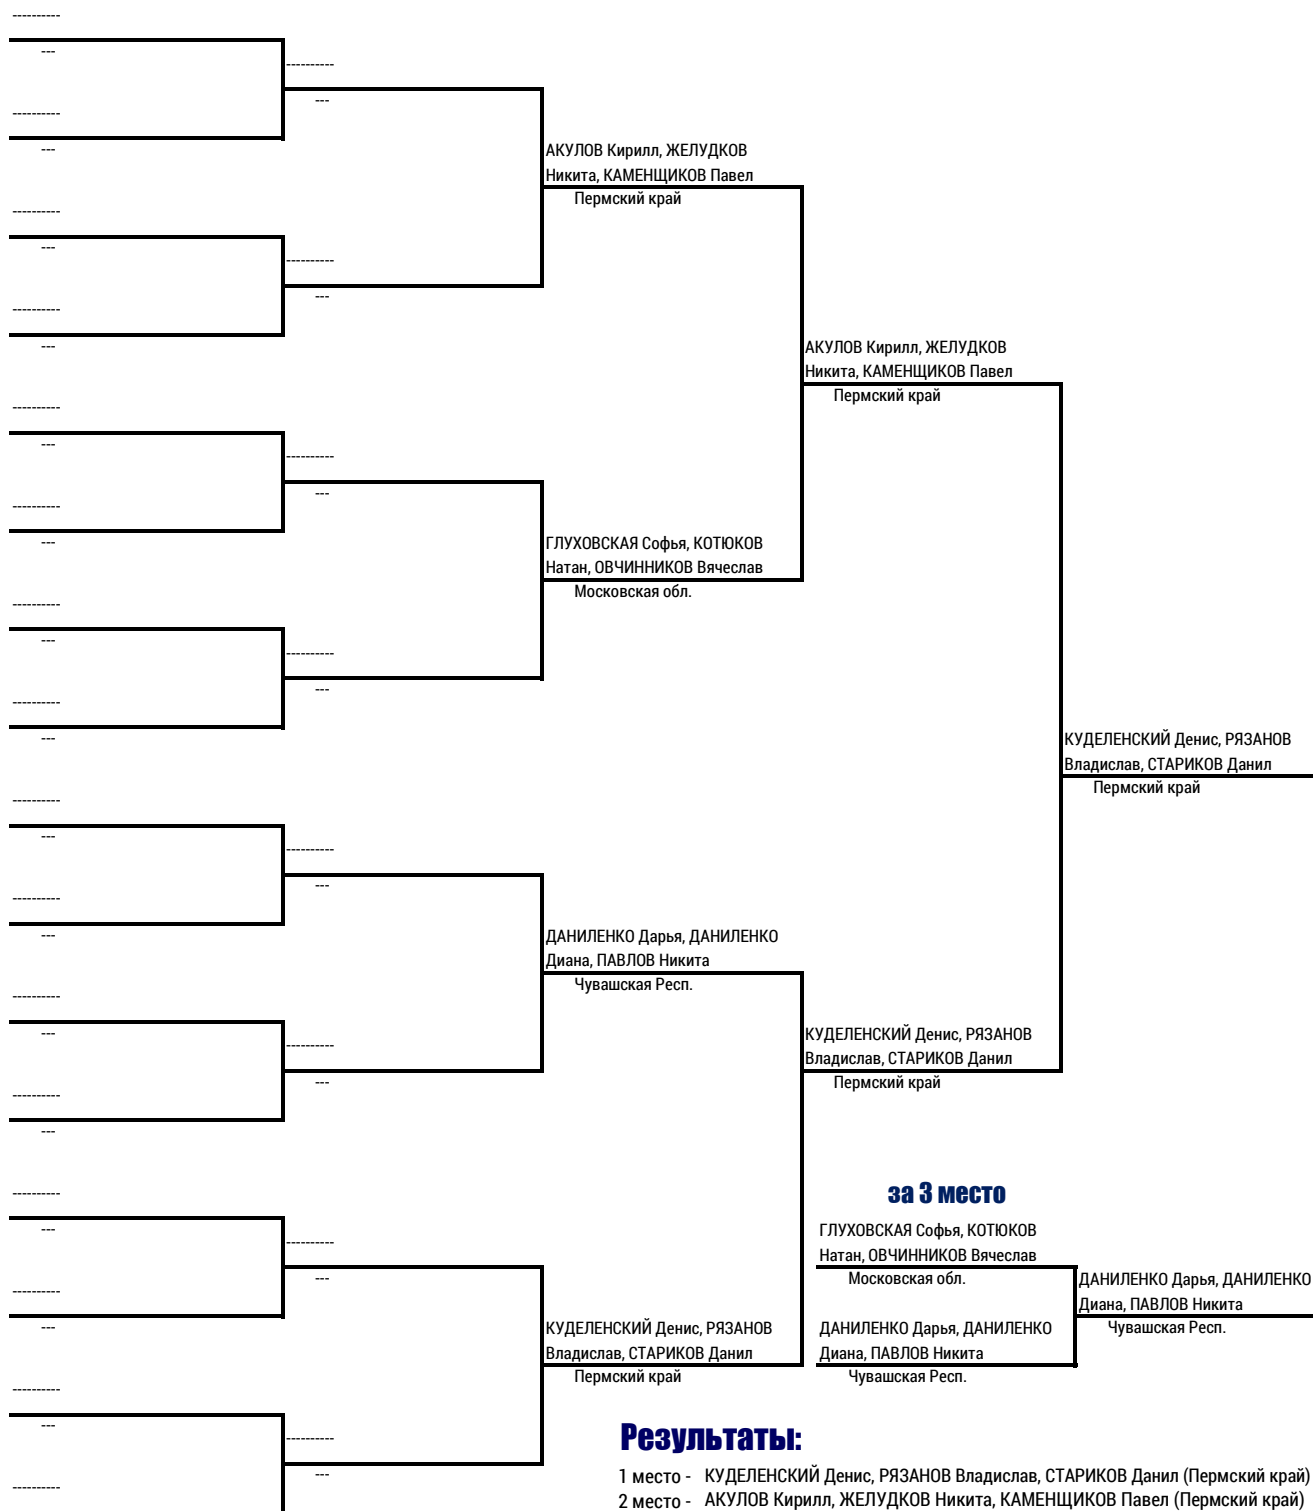 ----------
---
----------
---
----------
---
----------
---
----------
---
----------
---
----------
---
----------
---
----------
---
----------
---
----------
---
----------
---
----------
---
----------
---
----------
---
----------
----------
---
----------
---
----------
---
----------
---
----------
---
----------
---
----------
---
----------
---
АКУЛОВ Кирилл, ЖЕЛУДКОВ
Никита, КАМЕНЩИКОВ Павел
Пермский край
ГЛУХОВСКАЯ Софья, КОТЮКОВ
Натан, ОВЧИННИКОВ Вячеслав
Московская обл.
ДАНИЛЕНКО Дарья, ДАНИЛЕНКО
Диана, ПАВЛОВ Никита
Чувашская Респ.
КУДЕЛЕНСКИЙ Денис, РЯЗАНОВ
Владислав, СТАРИКОВ Данил
Пермский край
АКУЛОВ Кирилл, ЖЕЛУДКОВ
Никита, КАМЕНЩИКОВ Павел
Пермский край
КУДЕЛЕНСКИЙ Денис, РЯЗАНОВ
Владислав, СТАРИКОВ Данил
Пермский край
КУДЕЛЕНСКИЙ Денис, РЯЗАНОВ
Владислав, СТАРИКОВ Данил
Пермский край
за 3 место
ГЛУХОВСКАЯ Софья, КОТЮКОВ
Натан, ОВЧИННИКОВ Вячеслав
Московская обл.
ДАНИЛЕНКО Дарья, ДАНИЛЕНКО
Диана, ПАВЛОВ Никита
Чувашская Респ.
ДАНИЛЕНКО Дарья, ДАНИЛЕНКО
Диана, ПАВЛОВ Никита
Чувашская Респ.
Результаты:
1 место - КУДЕЛЕНСКИЙ Денис, РЯЗАНОВ Владислав, СТАРИКОВ Данил (Пермский край)
2 место - АКУЛОВ Кирилл, ЖЕЛУДКОВ Никита, КАМЕНЩИКОВ Павел (Пермский край)